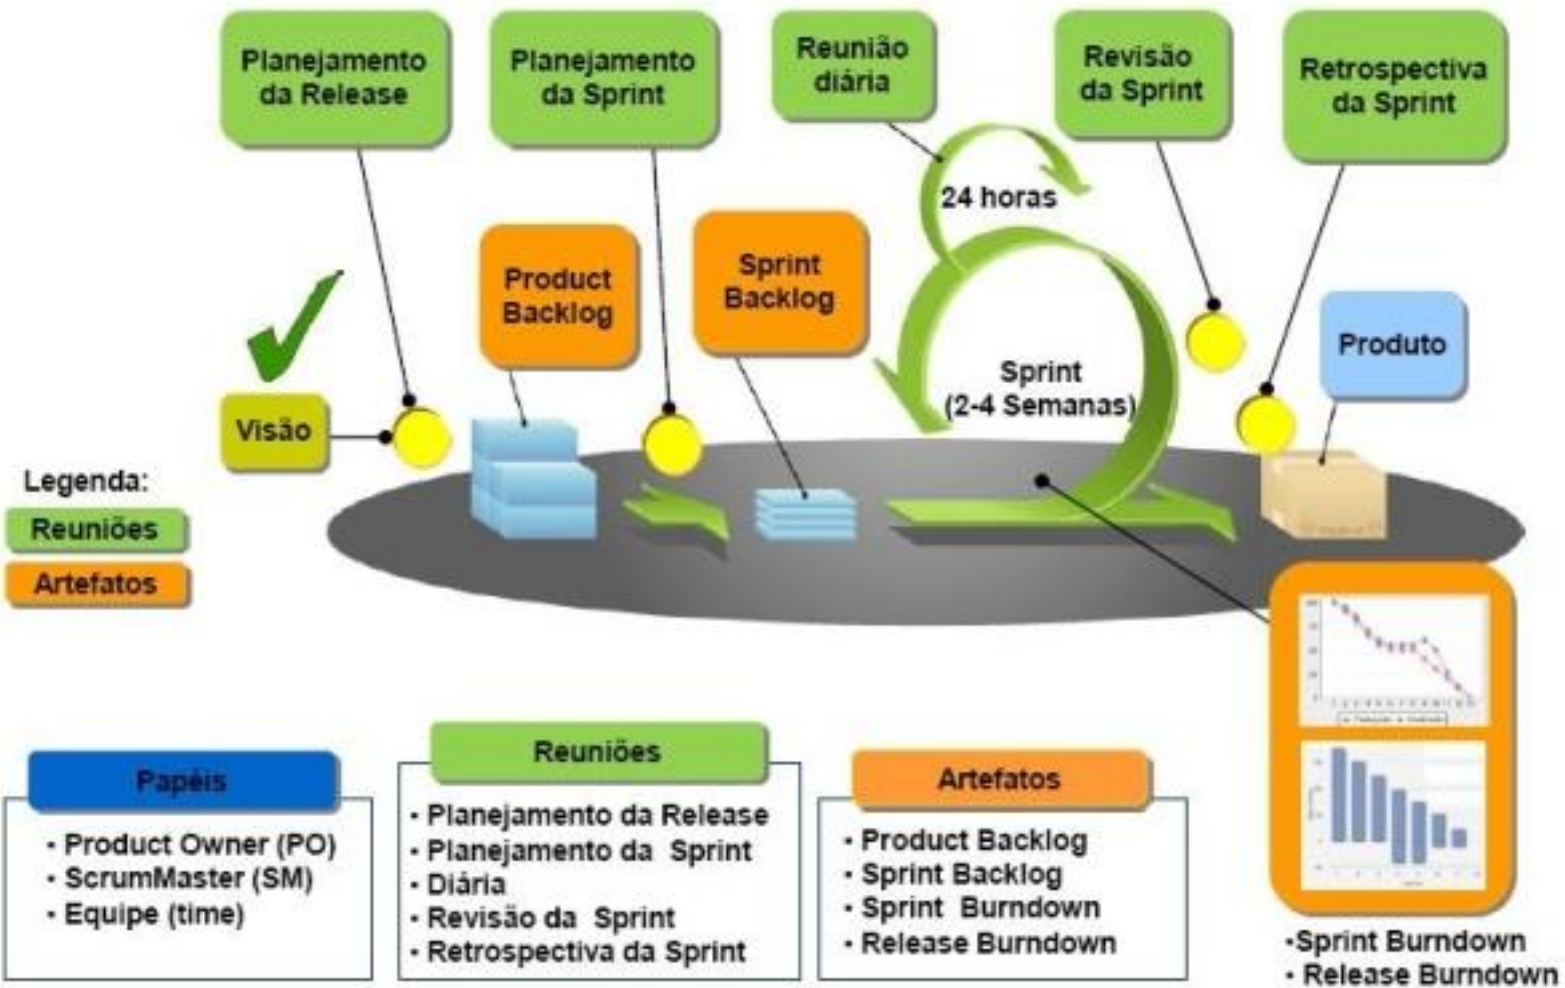 Planejamento
da Release
Planejamento
da Sprint
Reunião
diária
Revisão
da Sprint
Retrospectiva
da Sprint
24 horas
Product
Backlog
Sprint
Backlog
Sprint
(2-4 Semanas)
Produto
Visão
Legenda:
Reuniões
Artefatos
Papéis
• Product Owner (PO)
• ScrumMaster (SM)
• Equipe (time)
Reuniões
• Planejamento da Release
• Planejamento da Sprint
• Diária
• Revisão da Sprint
• Retrospectiva da Sprint
Artefatos
• Product Backlog
• Sprint Backlog
• Sprint Burndown
• Release Burndown
•Sprint Burndown
• Release Burndown